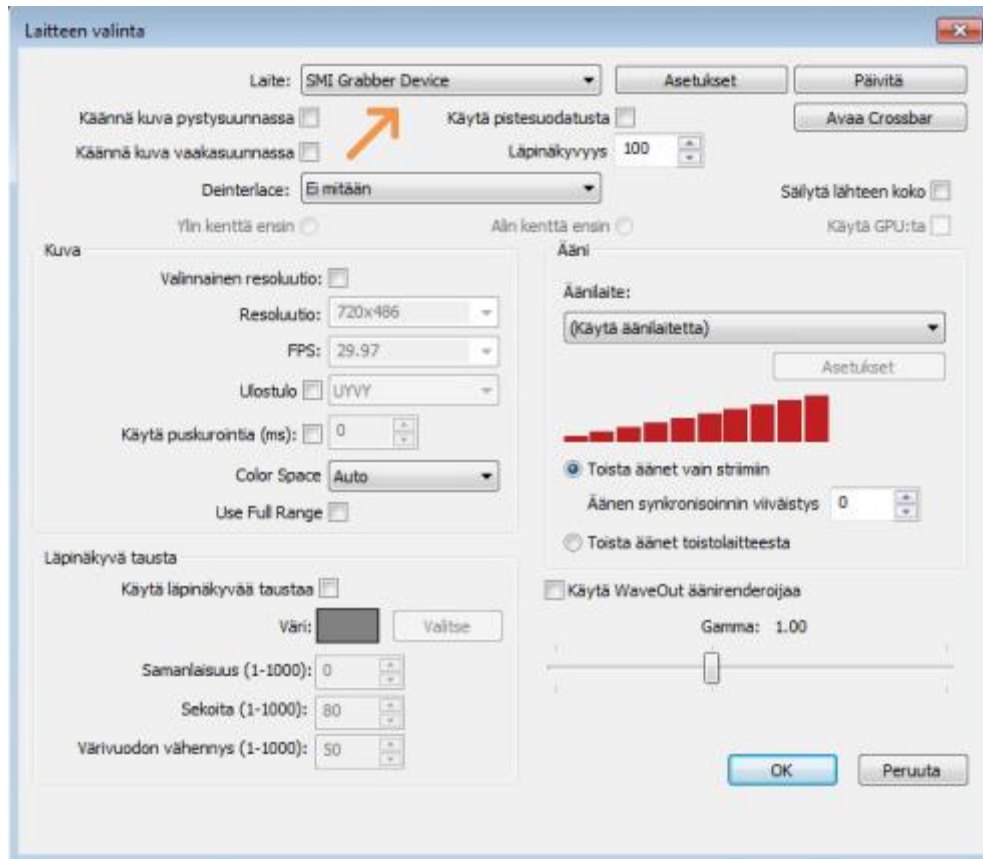 Laitteen valinta
Laite: SMI Grabber Device Asetukset Päivitä
Käännä kuva pystysuunnassa Käytä pistesuodatusta Avaa Crossbar
Käännä kuva vaakasuunnassa Läpinäkyvyys 100
Deinterlace: Ei mitään Säilytä lähteen koko
Ylin kenttä ensin Alin kenttä ensin Käytä GPU:ta
Kuva
Valinnainen resoluutio:
Resoluutio: 720x486
FPS: 29.97
Ulostulo UYVY
Käytä puskurointia (ms): 0
Color Space Auto
Use Full Range
Ääni
Äänilaite:
(Käytä äänilaitetta)
Asetukset
Toista äänet vain striimiin
Äänen synkronisoinnin viiväistys 0
Toista äänet toistolaitteesta
Läpinäkyvä tausta
Käytä läpinäkyvää taustaa
Väri: Valitse
Samanlaisuus (1-1000): 0
Sekoita (1-1000): 80
Värivuodon vähennys (1-1000): 50
Käytä WaveOut äänirenderoijaa
Gamma: 1.00
OK Peruuta